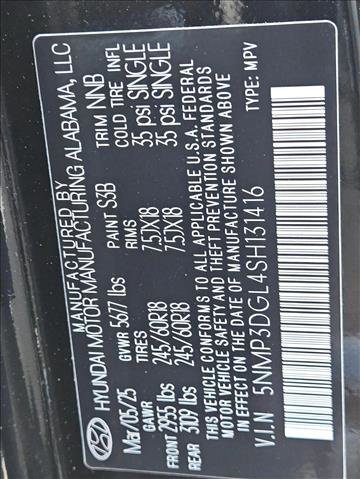 MANUFACTURED BY
HYUNDAI MOTOR MANUFACTURING ALABAMA, LLC
Mar/05/25 GVWR 5677 lbs PAINT S3B TRIM NNB
GAWR TIRES RIMS COLD TIRE INFL
FRONT 2955 lbs 245/60R18 7.5JX18 35 psi SINGLE
REAR 3109 lbs 245/60R18 7.5JX18 35 psi SINGLE
THIS VEHICLE CONFORMS TO ALL APPLICABLE U.S.A. FEDERAL
MOTOR VEHICLE SAFETY AND THEFT PREVENTION STANDARDS
IN EFFECT ON THE DATE OF MANUFACTURE SHOWN ABOVE
V.I.N 5NMP3DGL4SH131416 TYPE: MPV